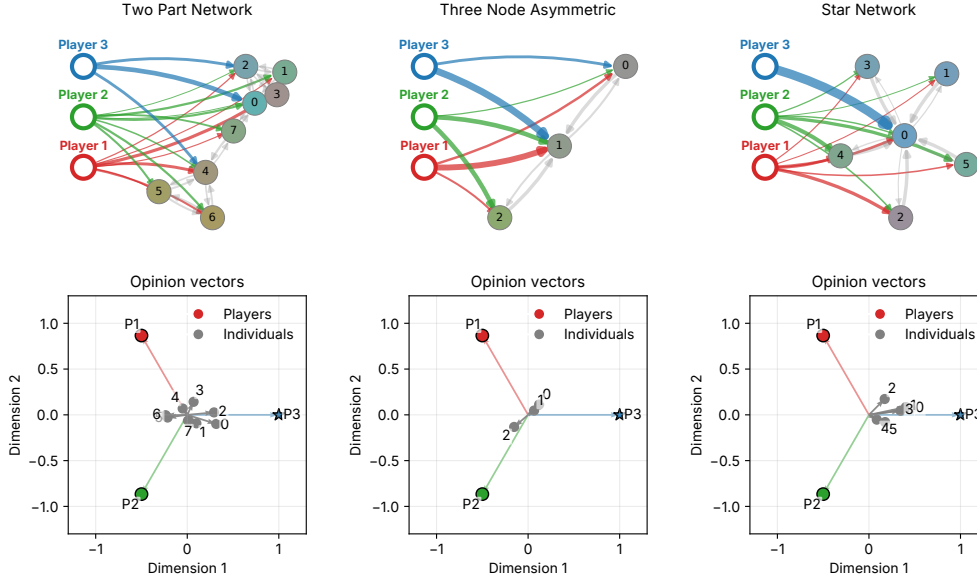 Two Part Network
Three Node Asymmetric
Star Network
Player 3
Player 2
Player 1
2
1
3
0
7
4
5
6
Player 3
Player 2
Player 1
0
1
2
Player 3
Player 2
Player 1
3
1
0
4
5
2
Opinion vectors
Opinion vectors
Opinion vectors
Dimension 2
1.0
0.5
0.0
−0.5
−1.0
P1
Players
Individuals
4
3
6
2
P3
7
1
0
P2
−1
0
1
Dimension 1
Dimension 2
1.0
0.5
0.0
−0.5
−1.0
P1
Players
Individuals
0
1
P3
2
P2
−1
0
1
Dimension 1
Dimension 2
1.0
0.5
0.0
−0.5
−1.0
P1
Players
Individuals
2
3
0
P3
45
P2
−1
0
1
Dimension 1